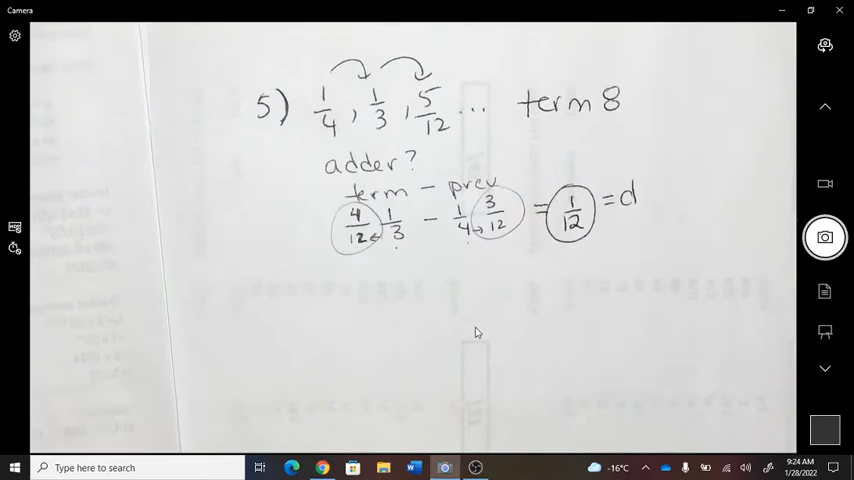 Camera
5) 1/4, 1/3, 5/12 ... term 8
adder?
term - prev
4/12 ← 1/3 - 1/4 → 3/12 = 1/12 = d
Type here to search
-16°C
9:24 AM
1/28/2022